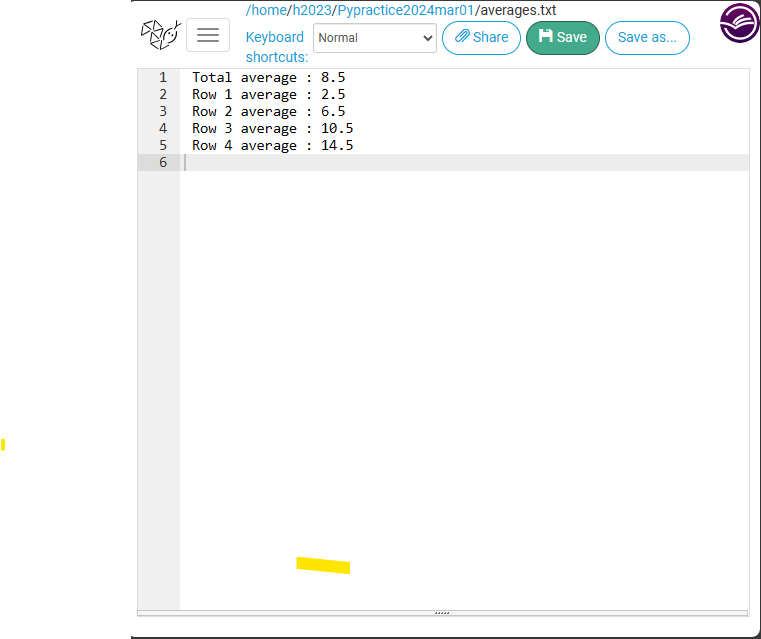 /home/h2023/Pypractice2024mar01/averages.txt
Keyboard shortcuts:
Normal
Share
Save
Save as...
1 Total average : 8.5
2 Row 1 average : 2.5
3 Row 2 average : 6.5
4 Row 3 average : 10.5
5 Row 4 average : 14.5
6